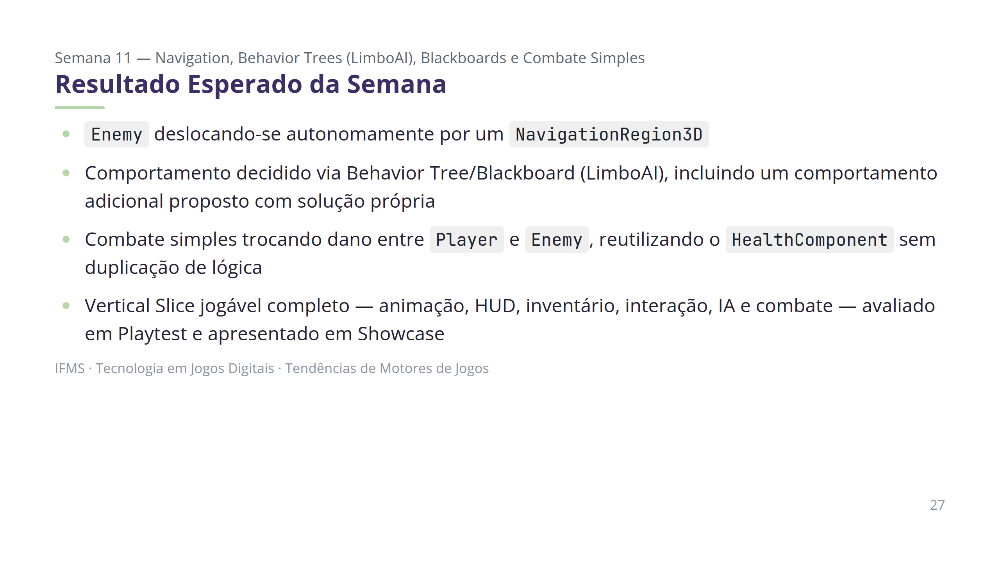 Semana 11 — Navigation, Behavior Trees (LimboAI), Blackboards e Combate Simples
Resultado Esperado da Semana
Enemy deslocando-se autonomamente por um NavigationRegion3D
Comportamento decidido via Behavior Tree/Blackboard (LimboAI), incluindo um comportamento
adicional proposto com solução própria
Combate simples trocando dano entre Player e Enemy, reutilizando o HealthComponent sem
duplicação de lógica
Vertical Slice jogável completo — animação, HUD, inventário, interação, IA e combate — avaliado
em Playtest e apresentado em Showcase
IFMS · Tecnologia em Jogos Digitais · Tendências de Motores de Jogos
27